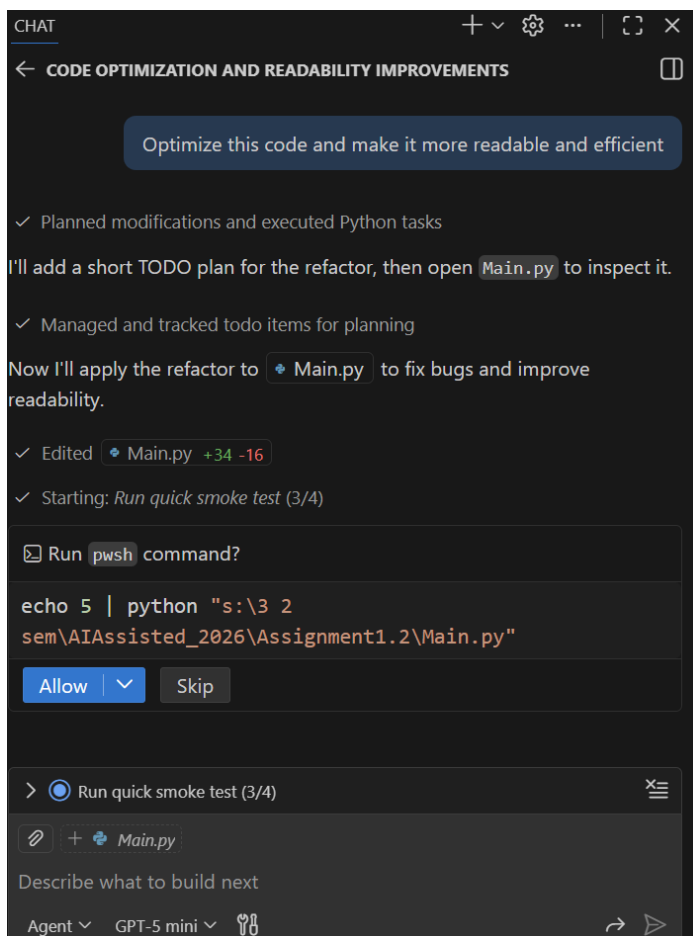 CHAT
CODE OPTIMIZATION AND READABILITY IMPROVEMENTS
Optimize this code and make it more readable and efficient
Planned modifications and executed Python tasks
I'll add a short TODO plan for the refactor, then open Main.py to inspect it.
Managed and tracked todo items for planning
Now I'll apply the refactor to Main.py to fix bugs and improve
readability.
Edited Main.py +34 -16
Starting: Run quick smoke test (3/4)
Run pwsh command?
echo 5 | python "s:\3 2
sem\AIAssisted_2026\Assignment1.2\Main.py"
Allow Skip
Run quick smoke test (3/4)
Main.py
Describe what to build next
Agent GPT-5 mini